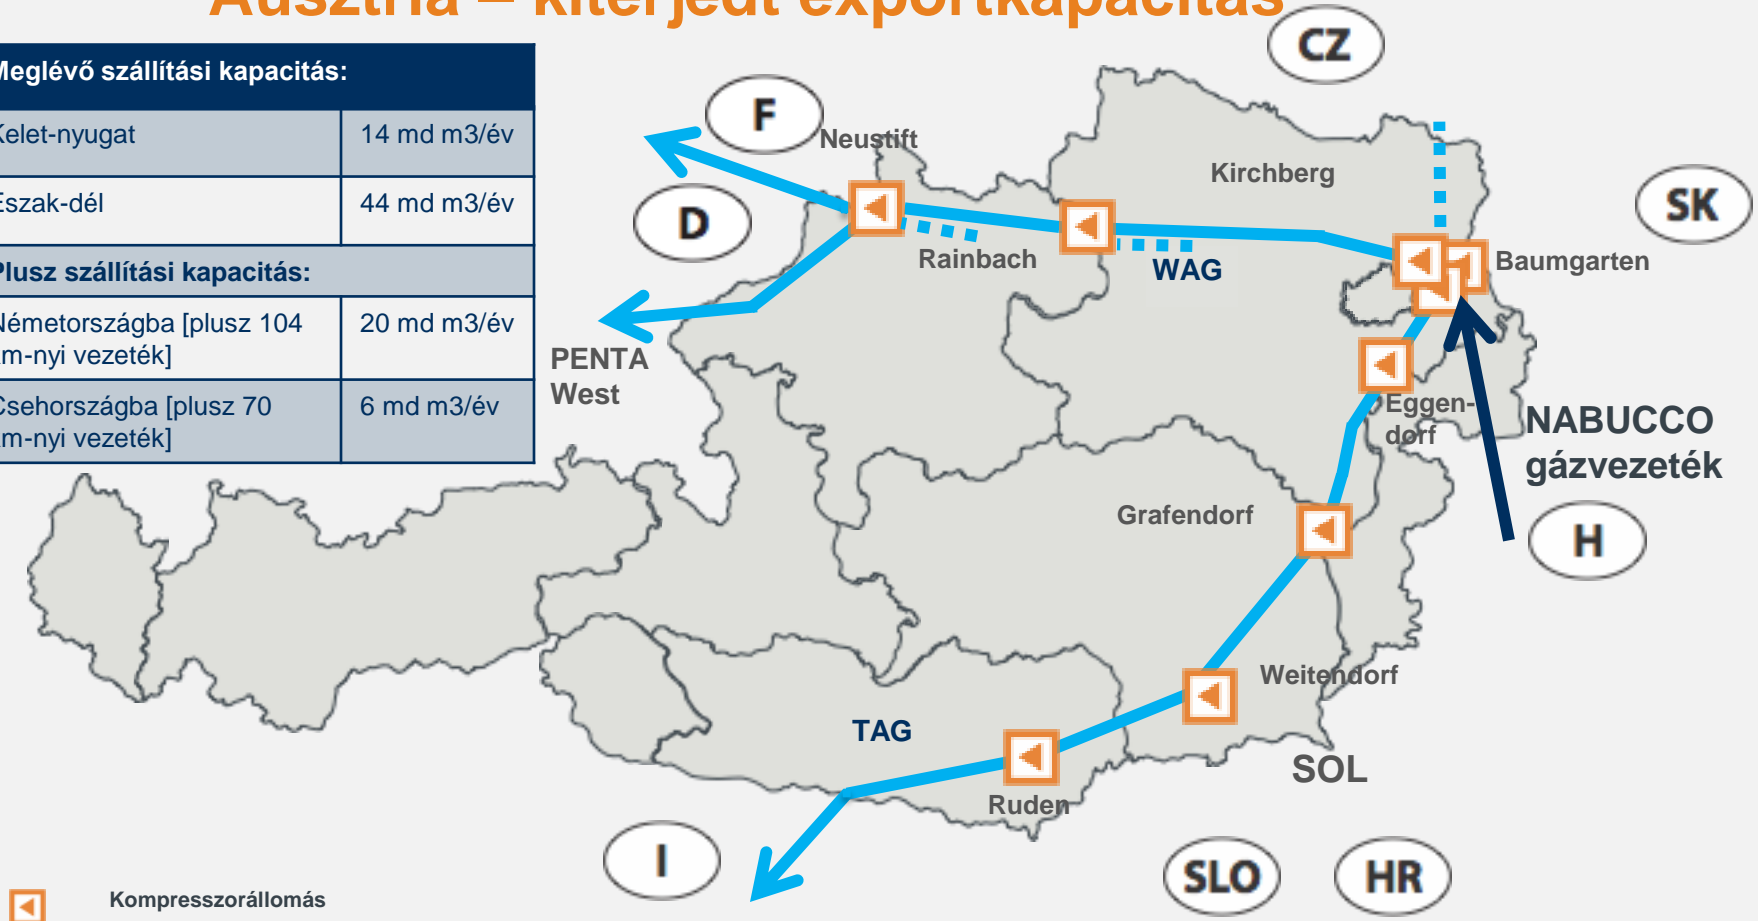 Ausztria – kiterjedt exportkapacitás
Meglévő szállítási kapacitás:
Kelet-nyugat 14 md m3/év
Észak-dél 44 md m3/év
Plusz szállítási kapacitás:
Németországba [plusz 104 20 md m3/év
km-nyi vezeték]
Csehországba [plusz 70 6 md m3/év
km-nyi vezeték]
CZ
F
Neustift
Kirchberg
D
SK
Rainbach
WAG
Baumgarten
PENTA
West
Eggen-
dorf
NABUCCO
gázvezeték
Grafendorf
H
Weitendorf
TAG
SOL
Ruden
I
SLO
HR
Kompresszorállomás